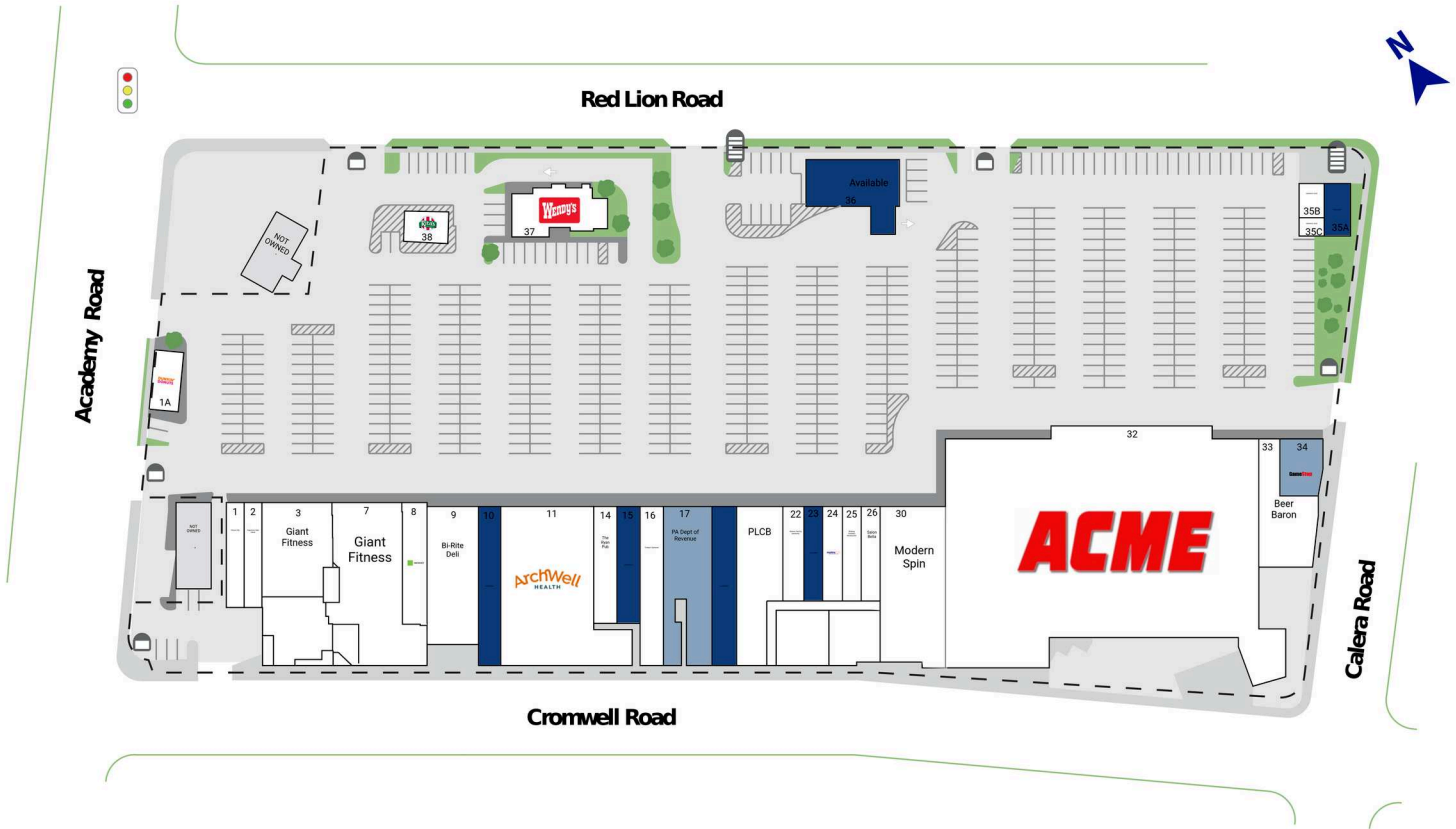 N
Red Lion Road
Academy Road
Calera Road
Cromwell Road
NOT
OWNED
38
Wendy's
37
Available
36
35B
35C
35A
1A
NOT
OWNED
1
2
3
Giant
Fitness
7
Giant
Fitness
8
9
Bi-Rite
Deli
10
11
ArchWell
HEALTH
14
The
Ryan
Pub
15
16
17
PA Dept of
Revenue
PLCB
22
23
24
25
26
Salon
Bella
30
Modern
Spin
32
ACME
33
Beer
Baron
34
GameStop